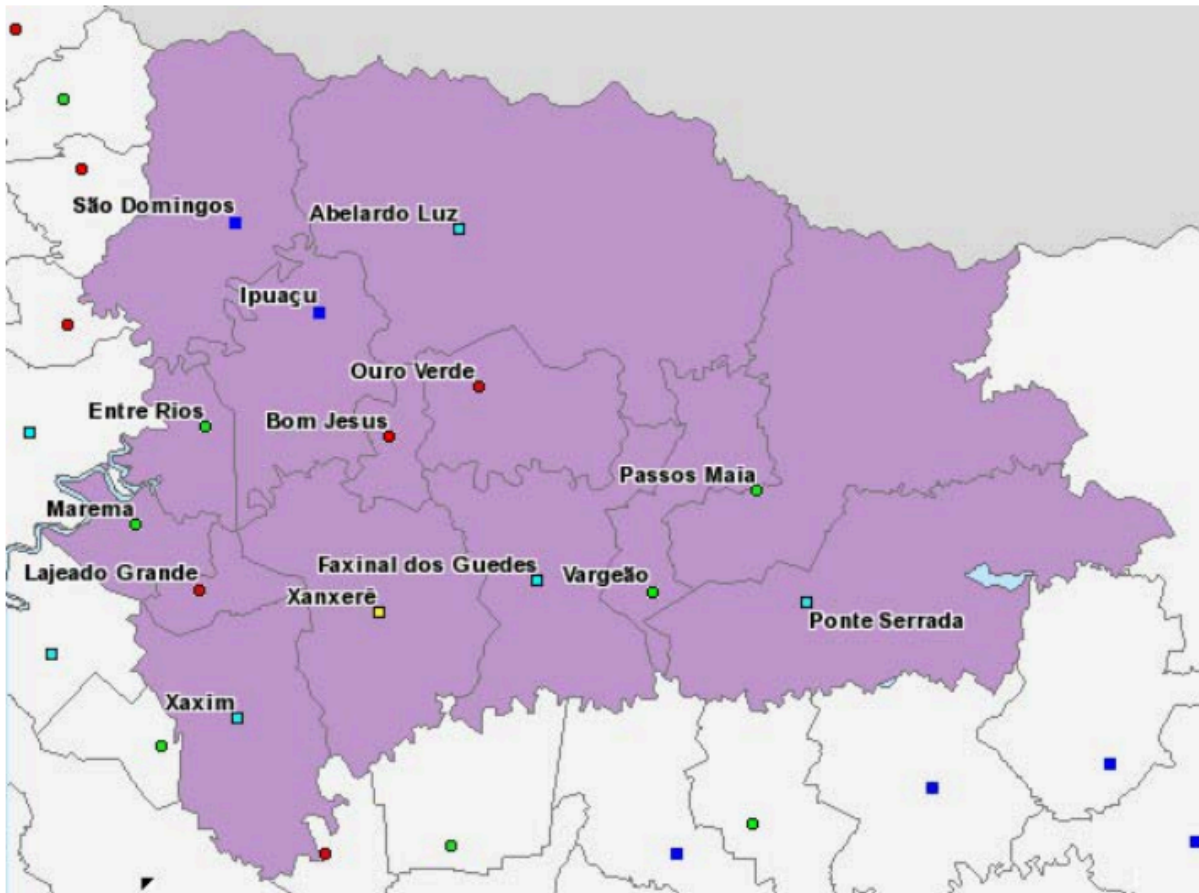 São Domingos
Abelardo Luz
Ipuaçu
Ouro Verde
Entre Rios
Bom Jesus
Passos Maia
Marema
Faxinal dos Guedes
Vargeão
Lajeado Grande
Xanxerê
Ponte Serrada
Xaxim